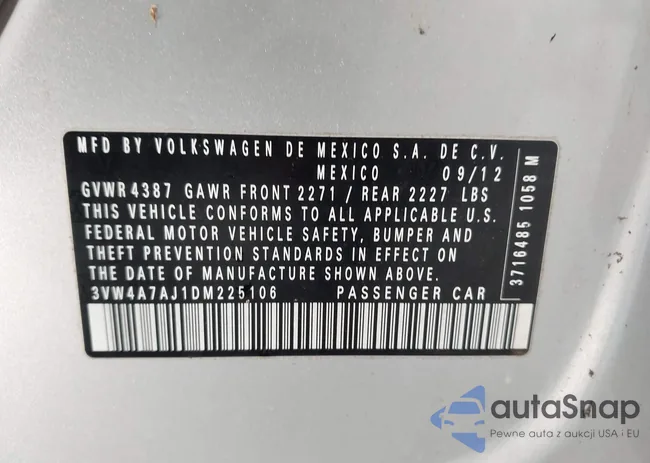 MFD BY VOLKSWAGEN DE MEXICO S.A. DE C.V.
MEXICO 09/12
GVWR 4387 GAWR FRONT 2271 / REAR 2227 LBS
THIS VEHICLE CONFORMS TO ALL APPLICABLE U.S.
FEDERAL MOTOR VEHICLE SAFETY, BUMPER AND
THEFT PREVENTION STANDARDS IN EFFECT ON
THE DATE OF MANUFACTURE SHOWN ABOVE.
3VW4A7AJ1DM225106 PASSENGER CAR
3716485 1058 M
autoSnap
Pewne auta z aukcji USA i EU